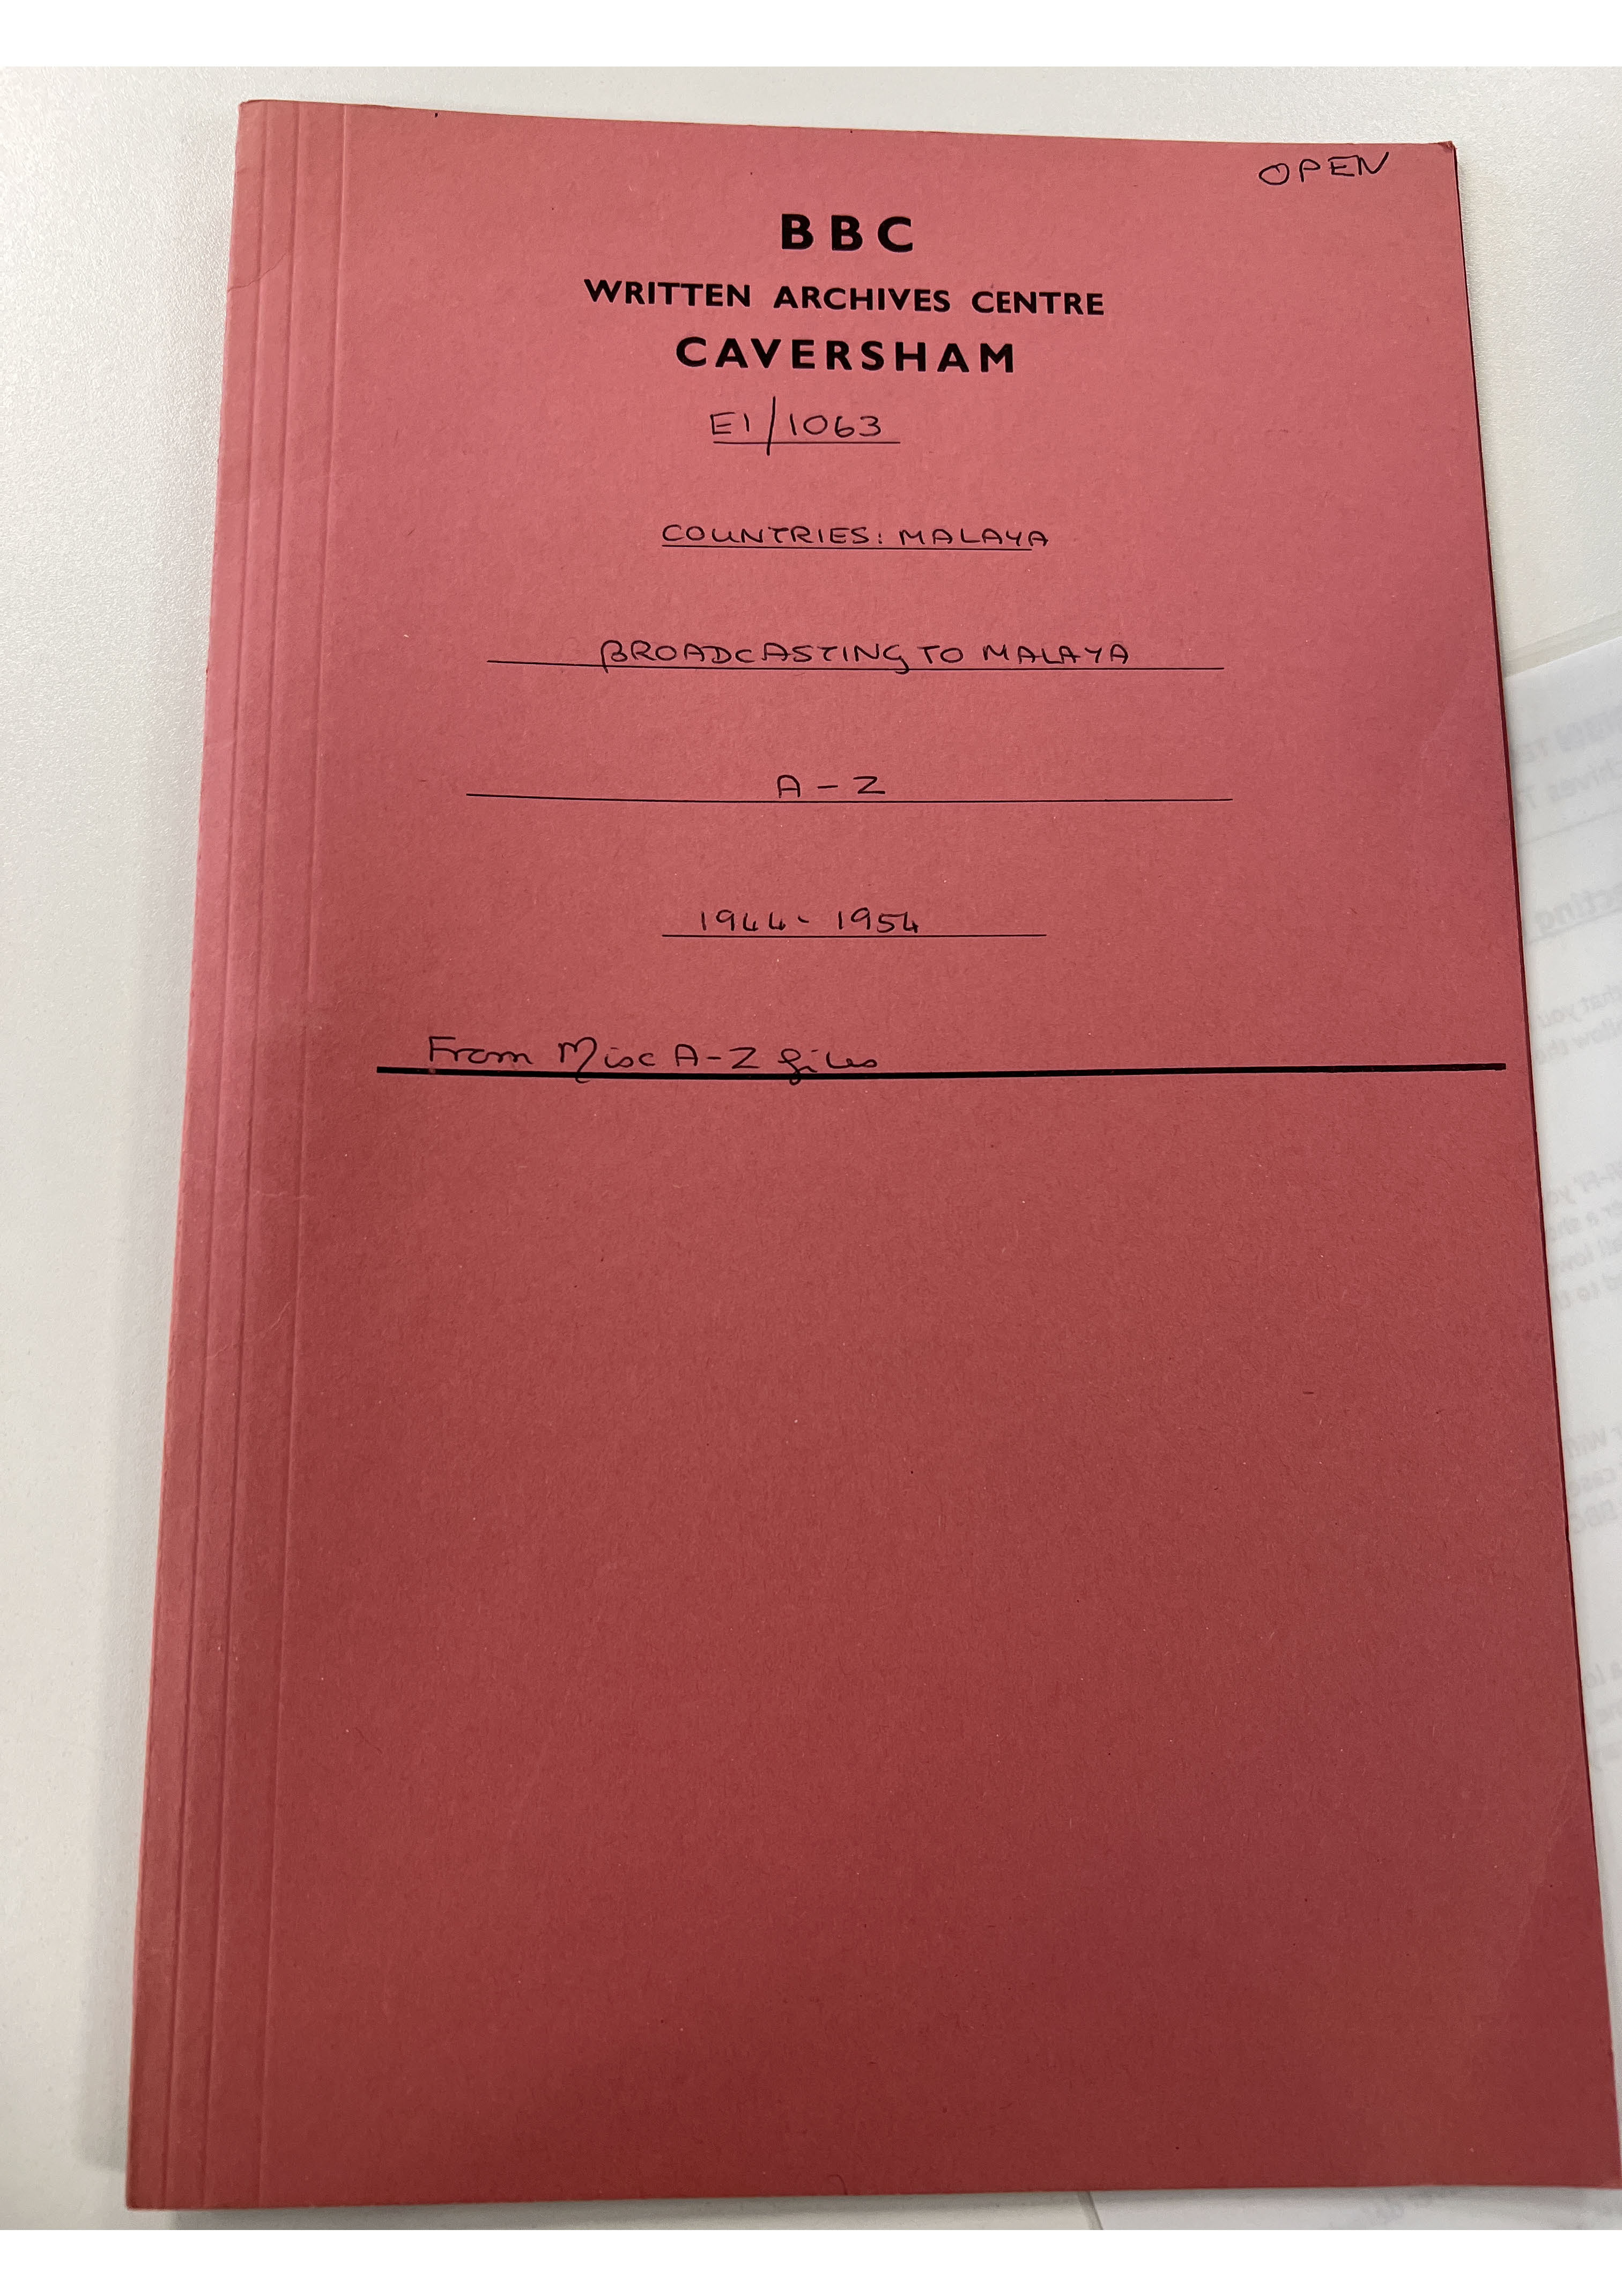 OPEN
BBC
WRITTEN ARCHIVES CENTRE
CAVERSHAM
E1/1063
COUNTRIES: MALAYA
BROADCASTING TO MALAYA
A - Z
1944 - 1954
From Misc A-Z files